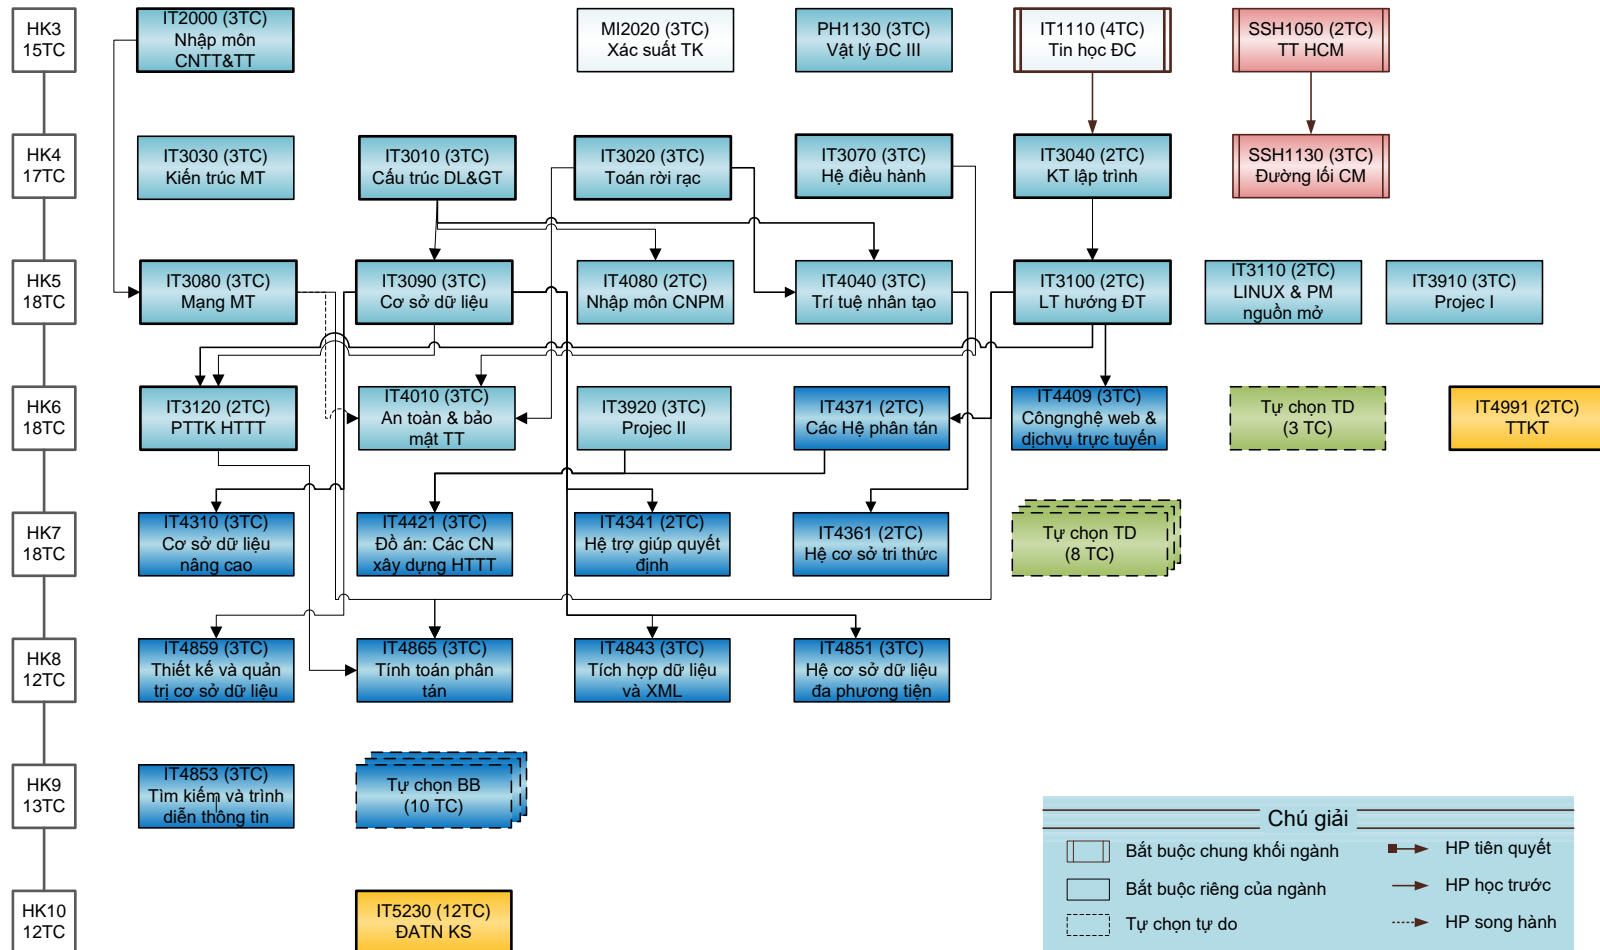 HK3
15TC
IT2000 (3TC)
Nhập môn
CNTT&TT
MI2020 (3TC)
Xác suất TK
PH1130 (3TC)
Vật lý ĐC III
IT1110 (4TC)
Tin học ĐC
SSH1050 (2TC)
TT HCM
HK4
17TC
IT3030 (3TC)
Kiến trúc MT
IT3010 (3TC)
Cấu trúc DL&GT
IT3020 (3TC)
Toán rời rạc
IT3070 (3TC)
Hệ điều hành
IT3040 (2TC)
KT lập trình
SSH1130 (3TC)
Đường lối CM
HK5
18TC
IT3080 (3TC)
Mạng MT
IT3090 (3TC)
Cơ sở dữ liệu
IT4080 (2TC)
Nhập môn CNPM
IT4040 (3TC)
Trí tuệ nhân tạo
IT3100 (2TC)
LT hướng ĐT
IT3110 (2TC)
LINUX & PM
nguồn mở
IT3910 (3TC)
Projec I
HK6
18TC
IT3120 (2TC)
PTTK HTTT
IT4010 (3TC)
An toàn & bảo
mật TT
IT3920 (3TC)
Projec II
IT4371 (2TC)
Các Hệ phân tán
IT4409 (3TC)
Côngnghệ web &
dịchvụ trực tuyến
Tự chọn TD
(3 TC)
IT4991 (2TC)
TTKT
HK7
18TC
IT4310 (3TC)
Cơ sở dữ liệu
nâng cao
IT4421 (3TC)
Đồ án: Các CN
xây dựng HTTT
IT4341 (2TC)
Hệ trợ giúp quyết
định
IT4361 (2TC)
Hệ cơ sở tri thức
Tự chọn TD
(8 TC)
HK8
12TC
IT4859 (3TC)
Thiết kế và quản
trị cơ sở dữ liệu
IT4865 (3TC)
Tính toán phân
tán
IT4843 (3TC)
Tích hợp dữ liệu
và XML
IT4851 (3TC)
Hệ cơ sở dữ liệu
đa phương tiện
HK9
13TC
IT4853 (3TC)
Tìm kiếm và trình
diễn thông tin
Tự chọn BB
(10 TC)
HK10
12TC
IT5230 (12TC)
ĐATN KS
Chú giải
Bắt buộc chung khối ngành
HP tiên quyết
Bắt buộc riêng của ngành
HP học trước
Tự chọn tự do
HP song hành